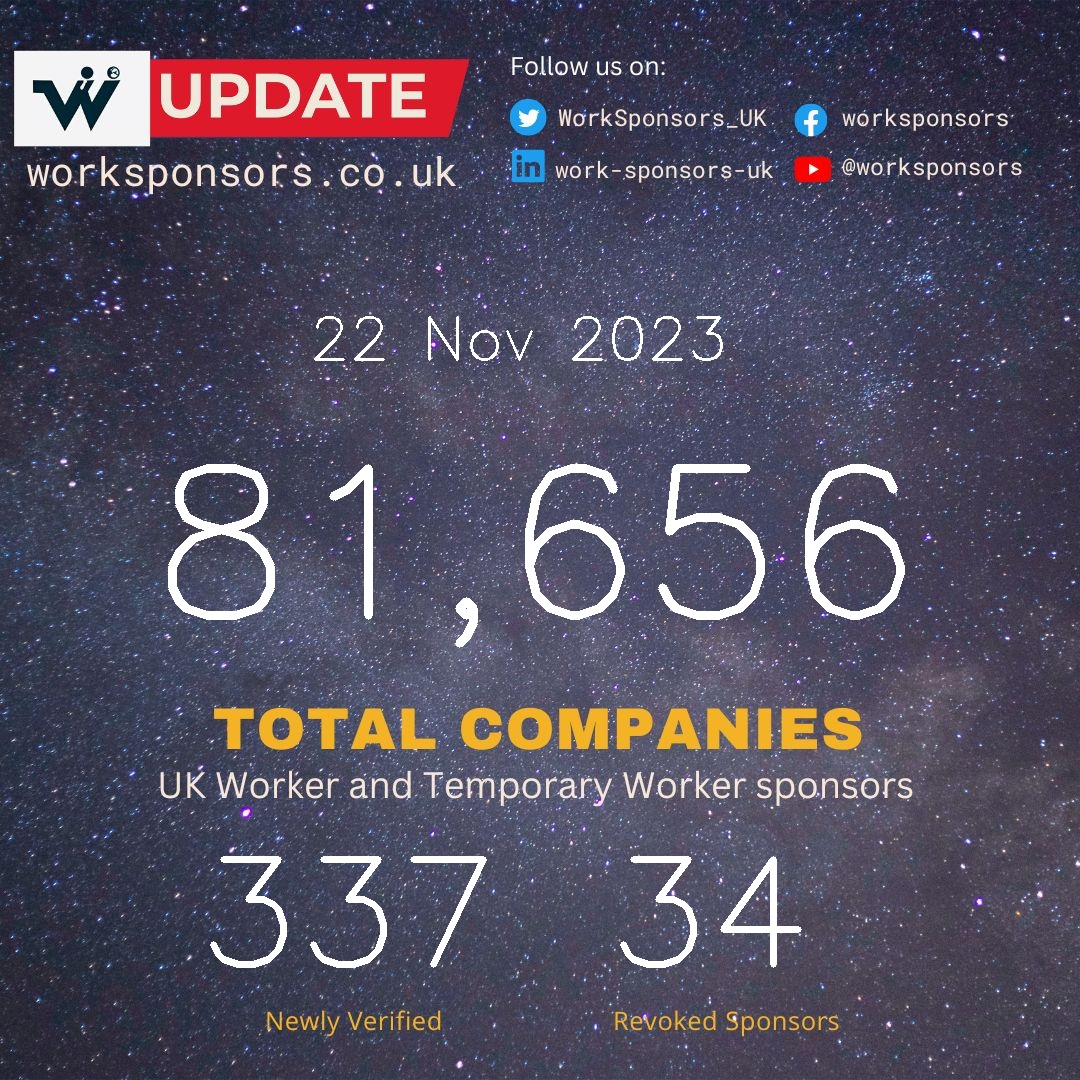 UPDATE
worksponsors.co.uk
Follow us on:
WorkSponsors_UK
worksponsors
work-sponsors-uk
@worksponsors
22 Nov 2023
81,656
TOTAL COMPANIES
UK Worker and Temporary Worker sponsors
337 34
Newly Verified Revoked Sponsors